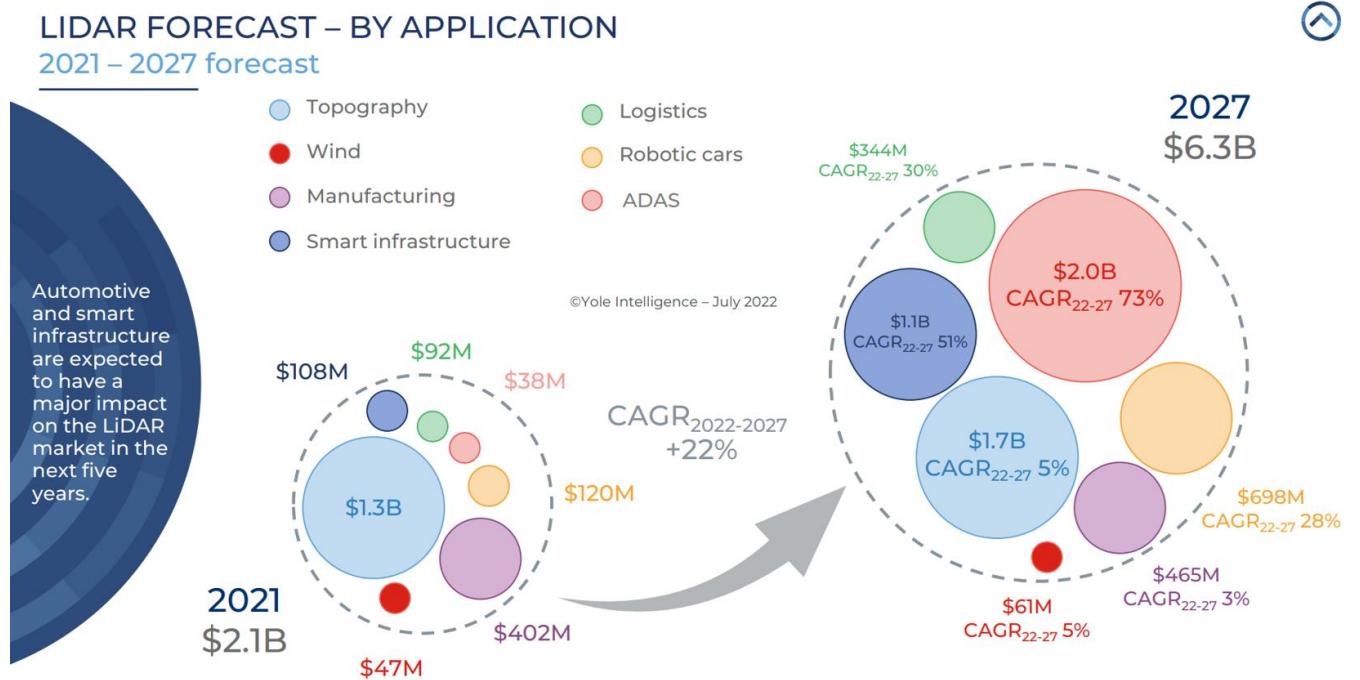 LIDAR FORECAST – BY APPLICATION
2021 – 2027 forecast
Topography
Wind
Manufacturing
Smart infrastructure
Logistics
Robotic cars
ADAS
Automotive
and smart
infrastructure
are expected
to have a
major impact
on the LiDAR
market in the
next five
years.
©Yole Intelligence – July 2022
2021
$2.1B
$108M
$92M
$38M
$1.3B
$120M
$402M
$47M
CAGR2022-2027
+22%
2027
$6.3B
$344M
CAGR22-27 30%
$2.0B
CAGR22-27 73%
$1.1B
CAGR22-27 51%
$1.7B
CAGR22-27 5%
$698M
CAGR22-27 28%
$465M
CAGR22-27 3%
$61M
CAGR22-27 5%